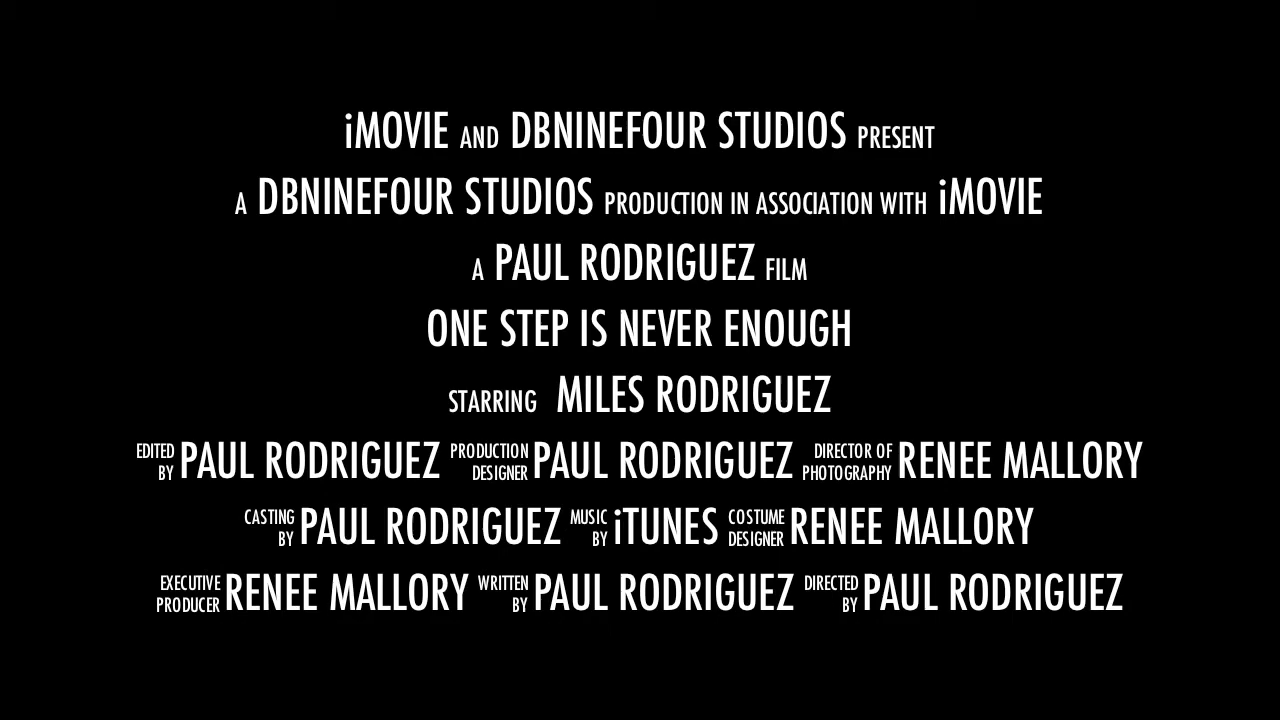 iMOVIE AND DBNINEFOUR STUDIOS PRESENT
A DBNINEFOUR STUDIOS PRODUCTION IN ASSOCIATION WITH iMOVIE
A PAUL RODRIGUEZ FILM
ONE STEP IS NEVER ENOUGH
STARRING MILES RODRIGUEZ
EDITED BY PAUL RODRIGUEZ PRODUCTION DESIGNER PAUL RODRIGUEZ DIRECTOR OF PHOTOGRAPHY RENEE MALLORY
CASTING BY PAUL RODRIGUEZ MUSIC BY iTUNES COSTUME DESIGNER RENEE MALLORY
EXECUTIVE PRODUCER RENEE MALLORY WRITTEN BY PAUL RODRIGUEZ DIRECTED BY PAUL RODRIGUEZ